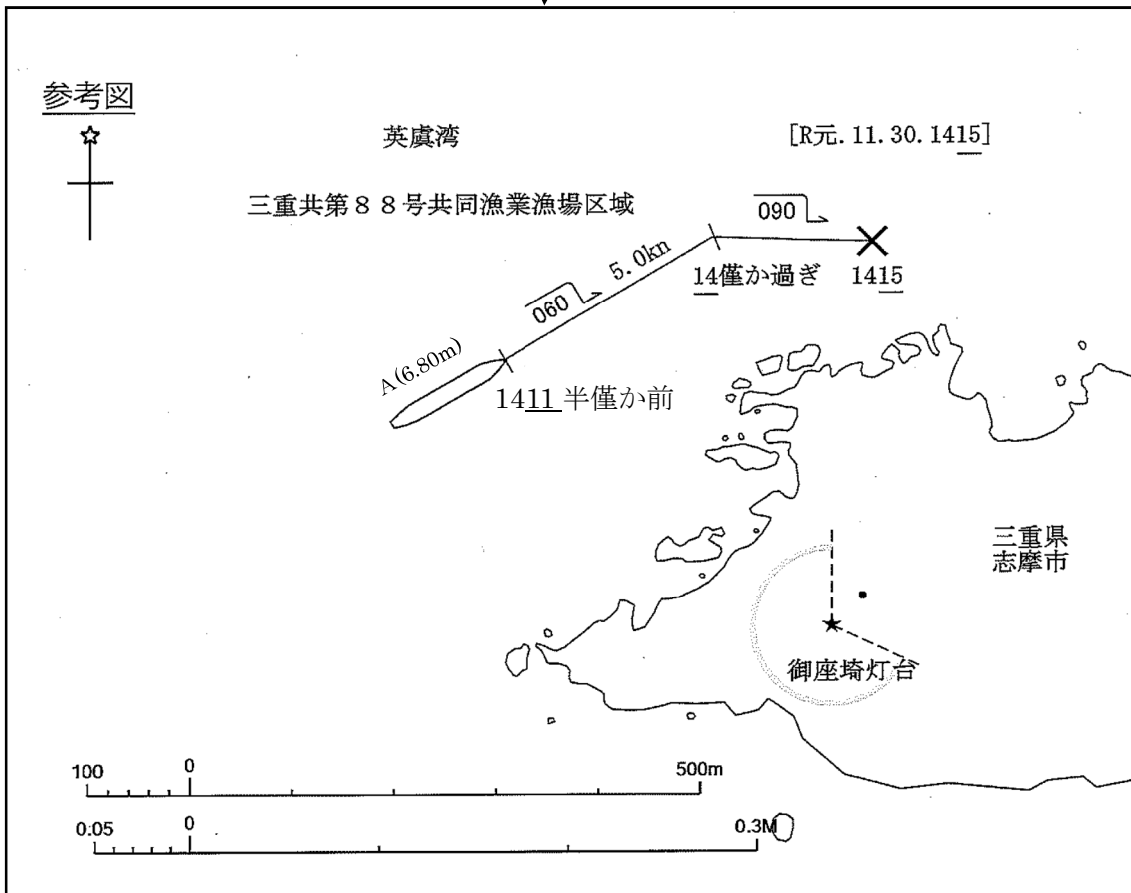 参考図
英虞湾
[R元.11.30.1415]
三重共第８８号共同漁業漁場区域
090
5.0kn
14僅か過ぎ
1415
060
A(6.80m)
1411 半僅か前
三重県
志摩市
御座埼灯台
100 0 500m
0.05 0 0.3M